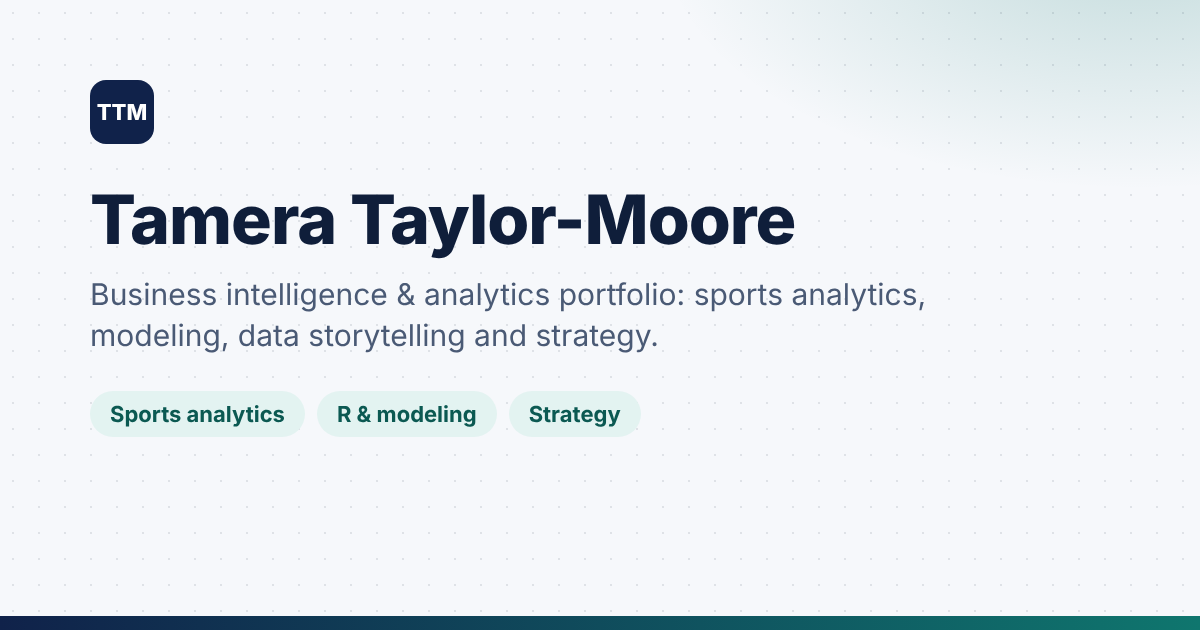 TTM
Tamera Taylor-Moore
Business intelligence & analytics portfolio: sports analytics,
modeling, data storytelling and strategy.
Sports analytics
R & modeling
Strategy